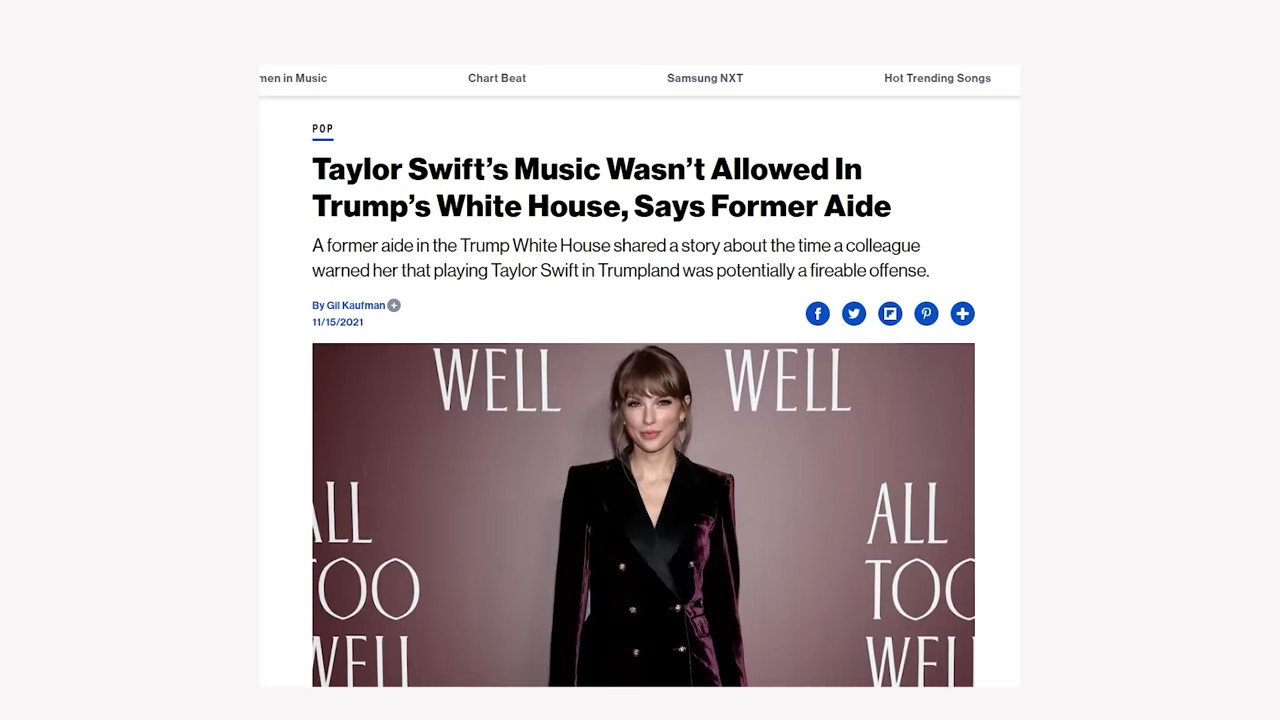 men in Music
Chart Beat
Samsung NXT
Hot Trending Songs
POP
Taylor Swift’s Music Wasn’t Allowed In
Trump’s White House, Says Former Aide
A former aide in the Trump White House shared a story about the time a colleague
warned her that playing Taylor Swift in Trumpland was potentially a fireable offense.
By Gil Kaufman
11/15/2021
WELL WELL
ALL ALL
TOO TOO
WELL WELL